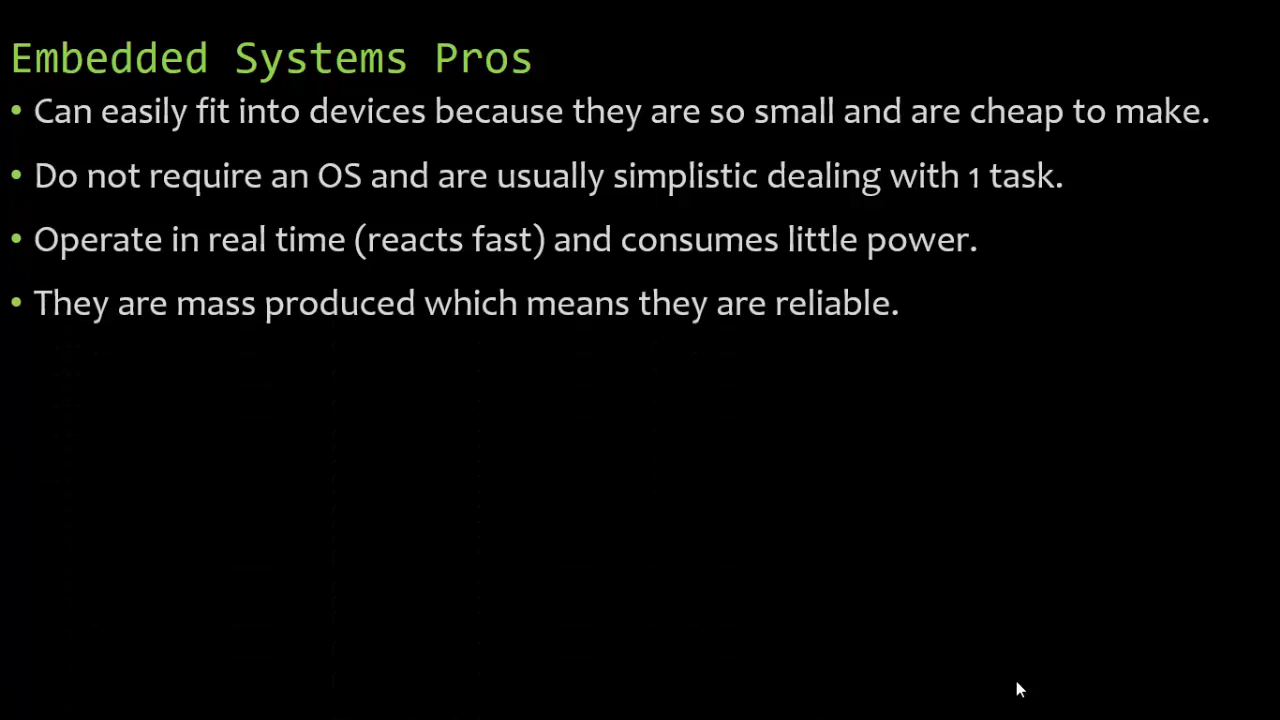 Embedded Systems Pros
• Can easily fit into devices because they are so small and are cheap to make.
• Do not require an OS and are usually simplistic dealing with 1 task.
• Operate in real time (reacts fast) and consumes little power.
• They are mass produced which means they are reliable.